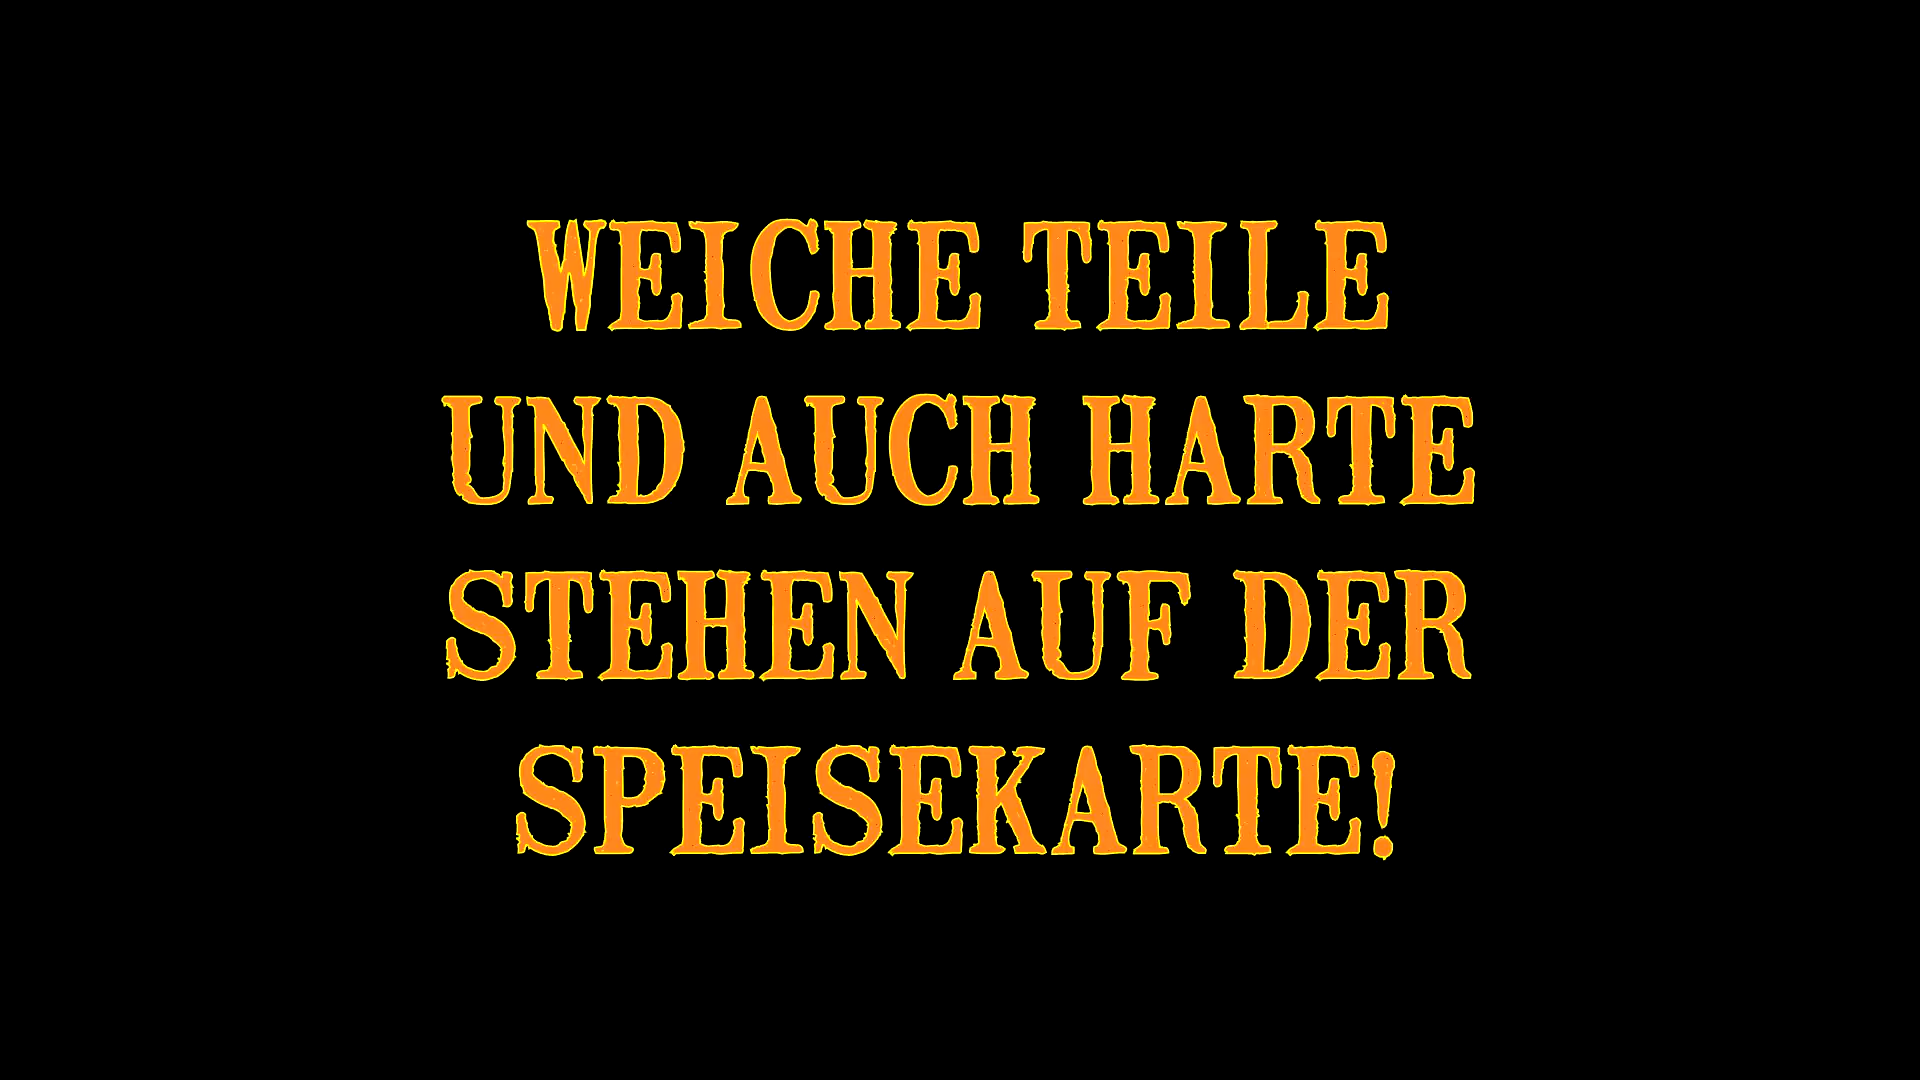 WEICHE TEILE
UND AUCH HARTE
STEHEN AUF DER
SPEISEKARTE!